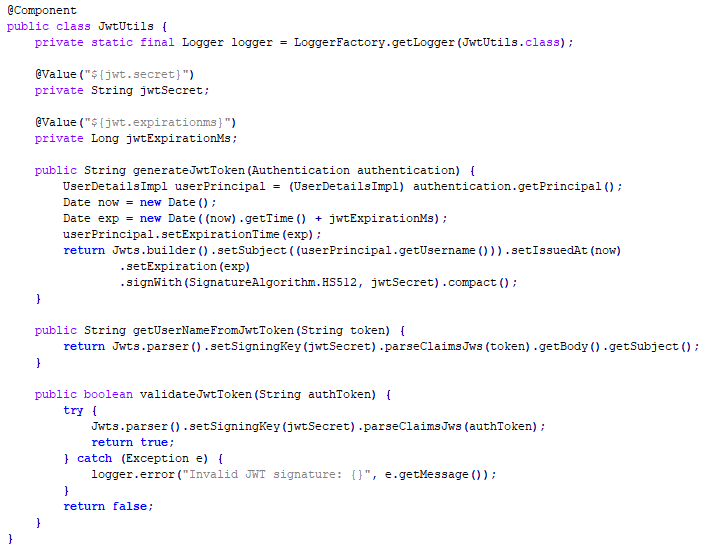 @Component
public class JwtUtils {
    private static final Logger logger = LoggerFactory.getLogger(JwtUtils.class);

    @Value("${jwt.secret}")
    private String jwtSecret;

    @Value("${jwt.expirationms}")
    private Long jwtExpirationMs;

    public String generateJwtToken(Authentication authentication) {
        UserDetailsImpl userPrincipal = (UserDetailsImpl) authentication.getPrincipal();
        Date now = new Date();
        Date exp = new Date((now).getTime() + jwtExpirationMs);
        userPrincipal.setExpirationTime(exp);
        return Jwts.builder().setSubject((userPrincipal.getUsername())).setIssuedAt(now)
                .setExpiration(exp)
                .signWith(SignatureAlgorithm.HS512, jwtSecret).compact();
    }

    public String getUserNameFromJwtToken(String token) {
        return Jwts.parser().setSigningKey(jwtSecret).parseClaimsJws(token).getBody().getSubject();
    }

    public boolean validateJwtToken(String authToken) {
        try {
            Jwts.parser().setSigningKey(jwtSecret).parseClaimsJws(authToken);
            return true;
        } catch (Exception e) {
            logger.error("Invalid JWT signature: {}", e.getMessage());
        }
        return false;
    }
}